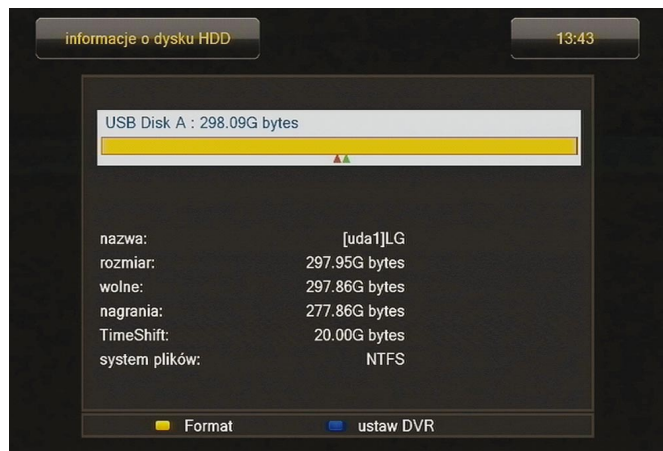 informacje o dysku HDD 13:43
USB Disk A : 298.09G bytes
nazwa: [uda1]LG
rozmiar: 297.95G bytes
wolne: 297.86G bytes
nagrania: 277.86G bytes
TimeShift: 20.00G bytes
system plików: NTFS
Format ustaw DVR